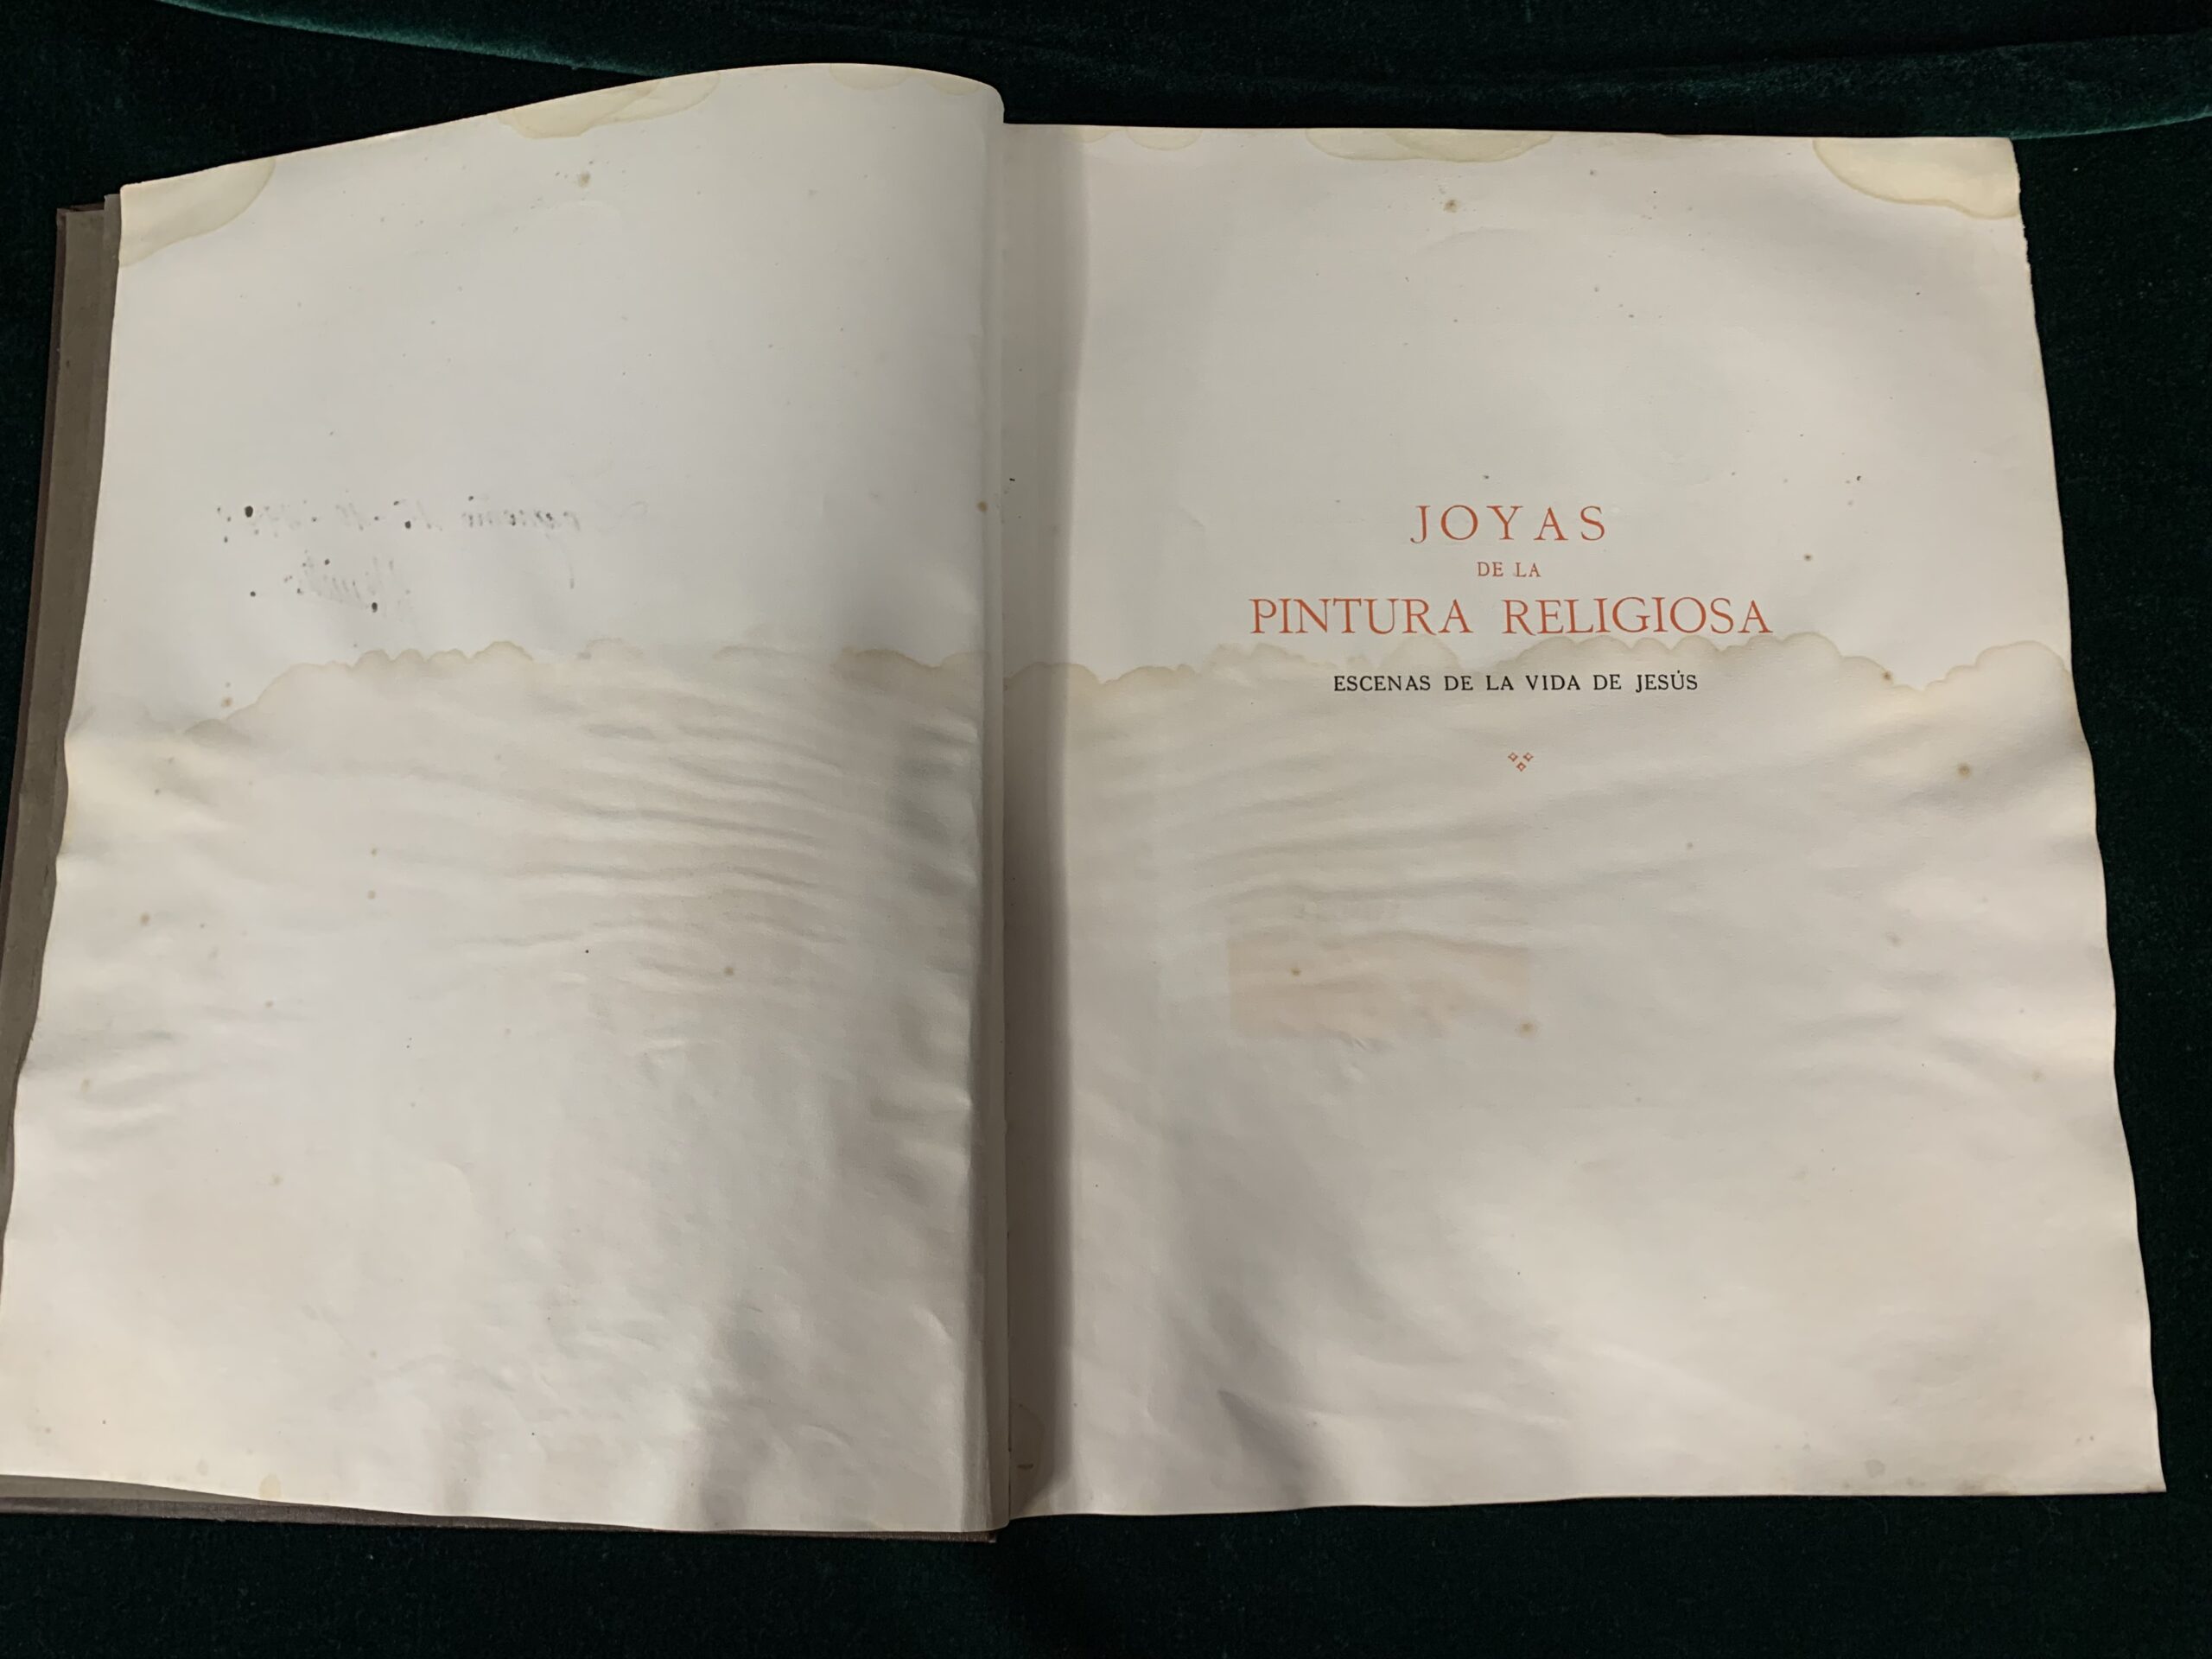 JOYAS
DE LA
PINTURA RELIGIOSA
ESCENAS DE LA VIDA DE JESÚS